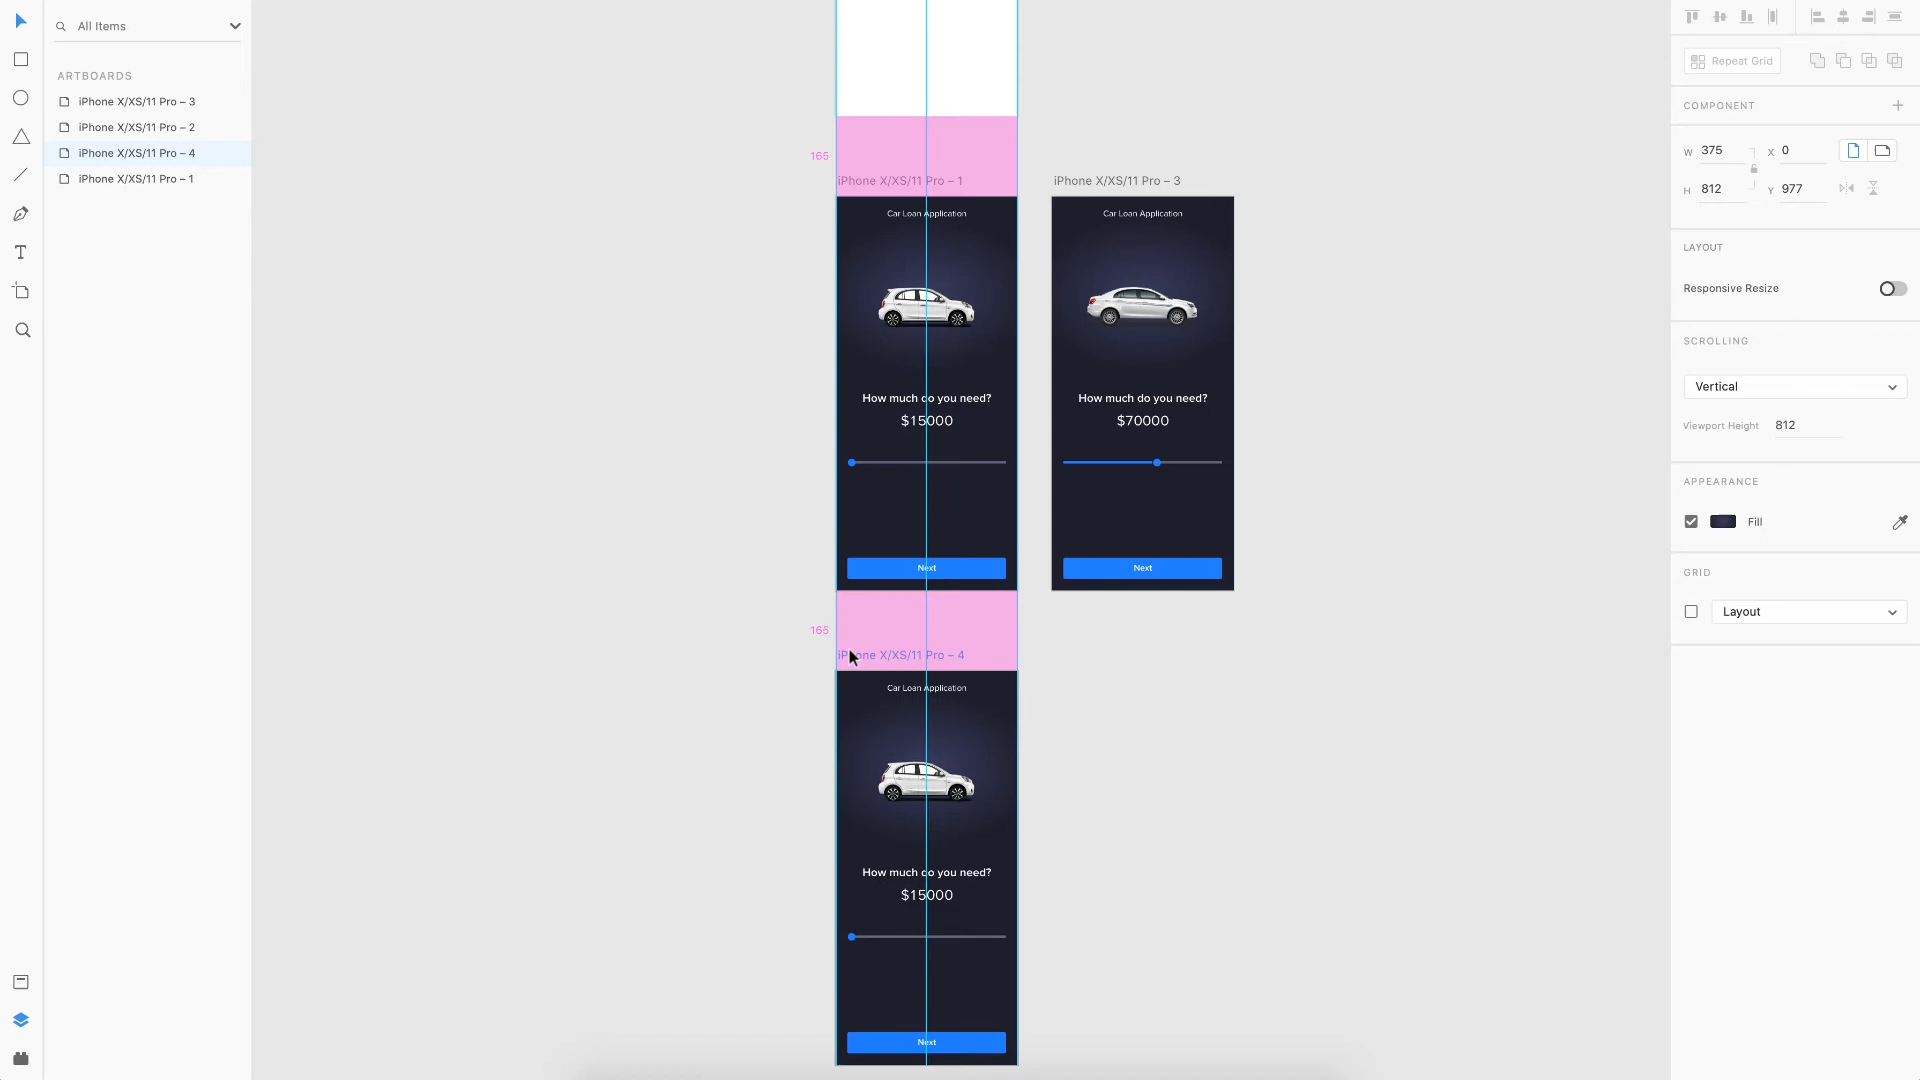 All Items
ARTBOARDS
iPhone X/XS/11 Pro – 3
iPhone X/XS/11 Pro – 2
iPhone X/XS/11 Pro – 4
iPhone X/XS/11 Pro – 1
165
iPhone X/XS/11 Pro – 1
Car Loan Application
How much do you need?
$15000
Next
iPhone X/XS/11 Pro – 3
Car Loan Application
How much do you need?
$70000
Next
165
iPhone X/XS/11 Pro – 4
Car Loan Application
How much do you need?
$15000
Next
Repeat Grid
COMPONENT
W 375 X 0
H 812 Y 977
LAYOUT
Responsive Resize
SCROLLING
Vertical
Viewport Height 812
APPEARANCE
Fill
GRID
Layout